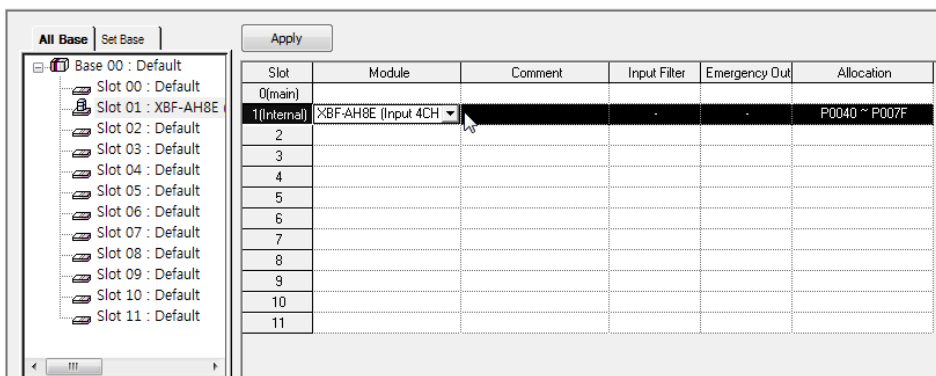 All Base
Set Base
Apply
Base 00 : Default
Slot 00 : Default
Slot 01 : XBF-AH8E (
Slot 02 : Default
Slot 03 : Default
Slot 04 : Default
Slot 05 : Default
Slot 06 : Default
Slot 07 : Default
Slot 08 : Default
Slot 09 : Default
Slot 10 : Default
Slot 11 : Default
Slot Module Comment Input Filter Emergency Out Allocation
0(main)
1(Internal) XBF-AH8E (Input 4CH - - P0040 ~ P007F
2
3
4
5
6
7
8
9
10
11